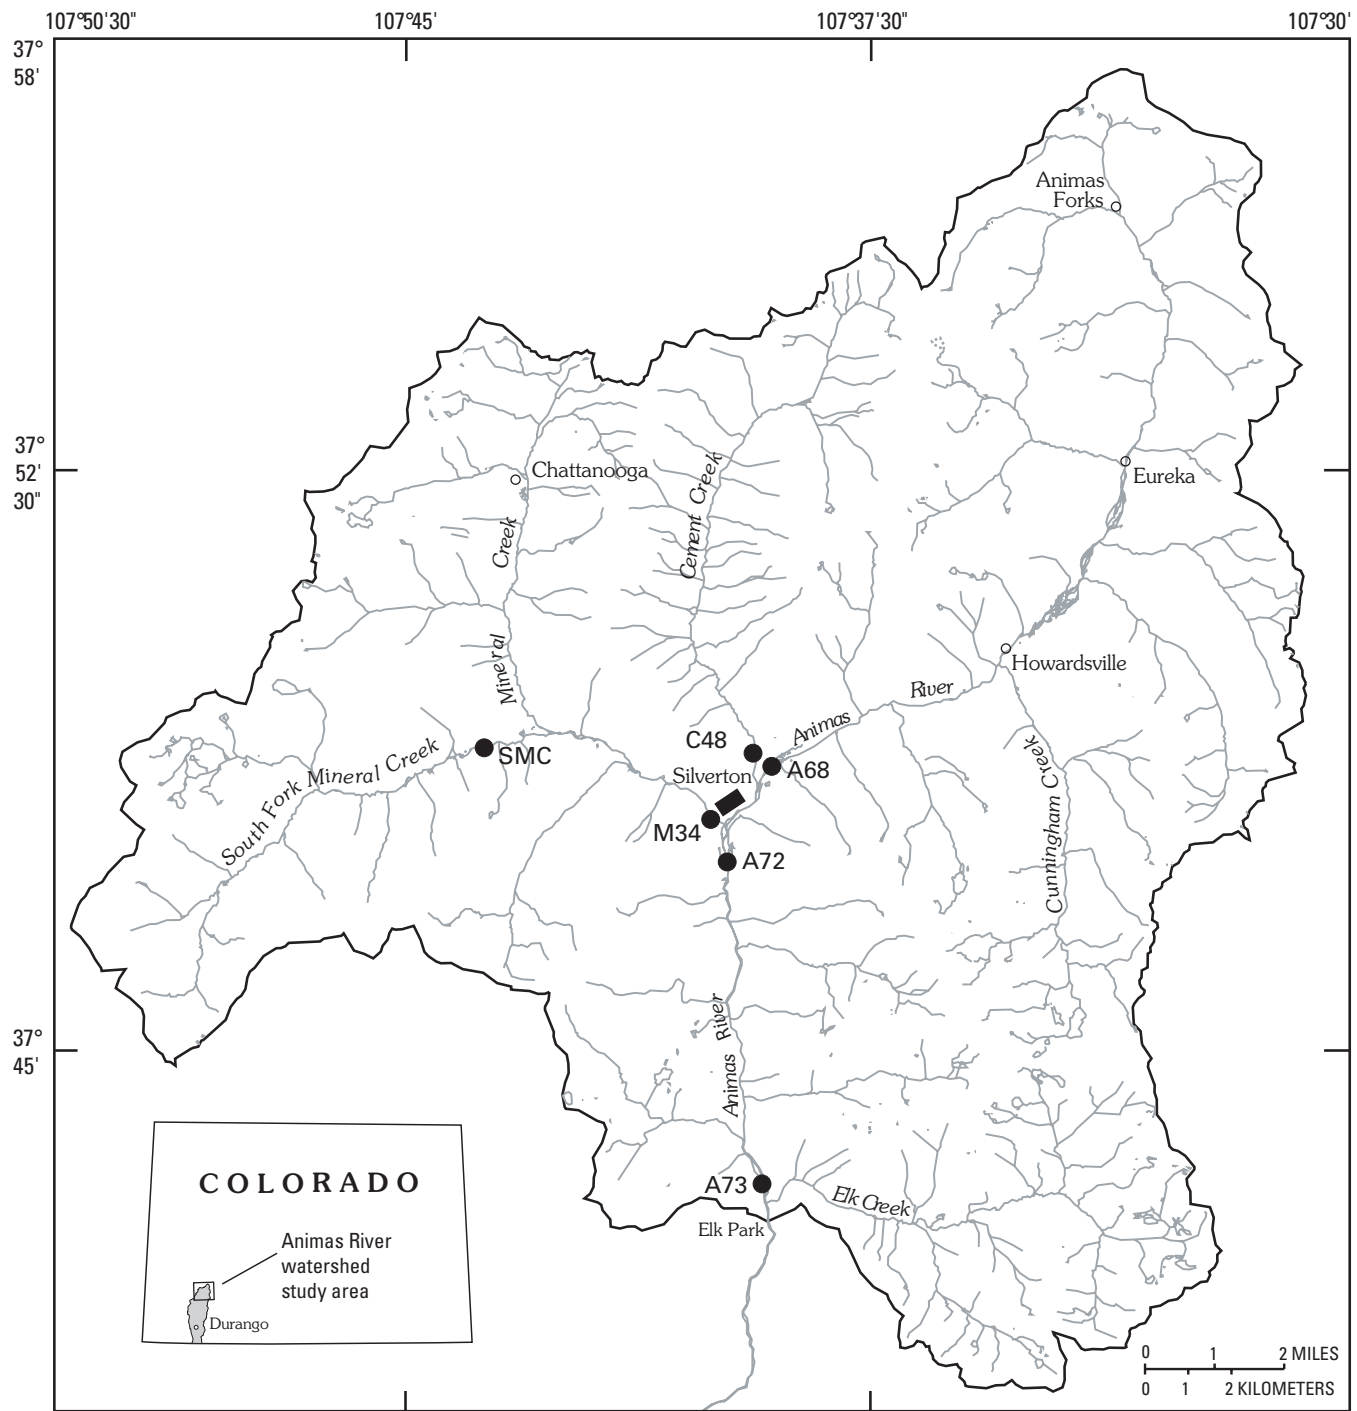 107°50'30"
107°45'
107°37'30"
107°30'
37°
58'
Animas
Forks
37°
52'
30"
Chattanooga
Eureka
Cement Creek
Mineral Creek
Howardsville
Animas River
C48
A68
SMC
South Fork Mineral Creek
Silverton
M34
A72
Cunningham Creek
37°
45'
Animas River
A73
Elk Creek
Elk Park
COLORADO
Animas River
watershed
study area
Durango
0 1 2 MILES
0 1 2 KILOMETERS